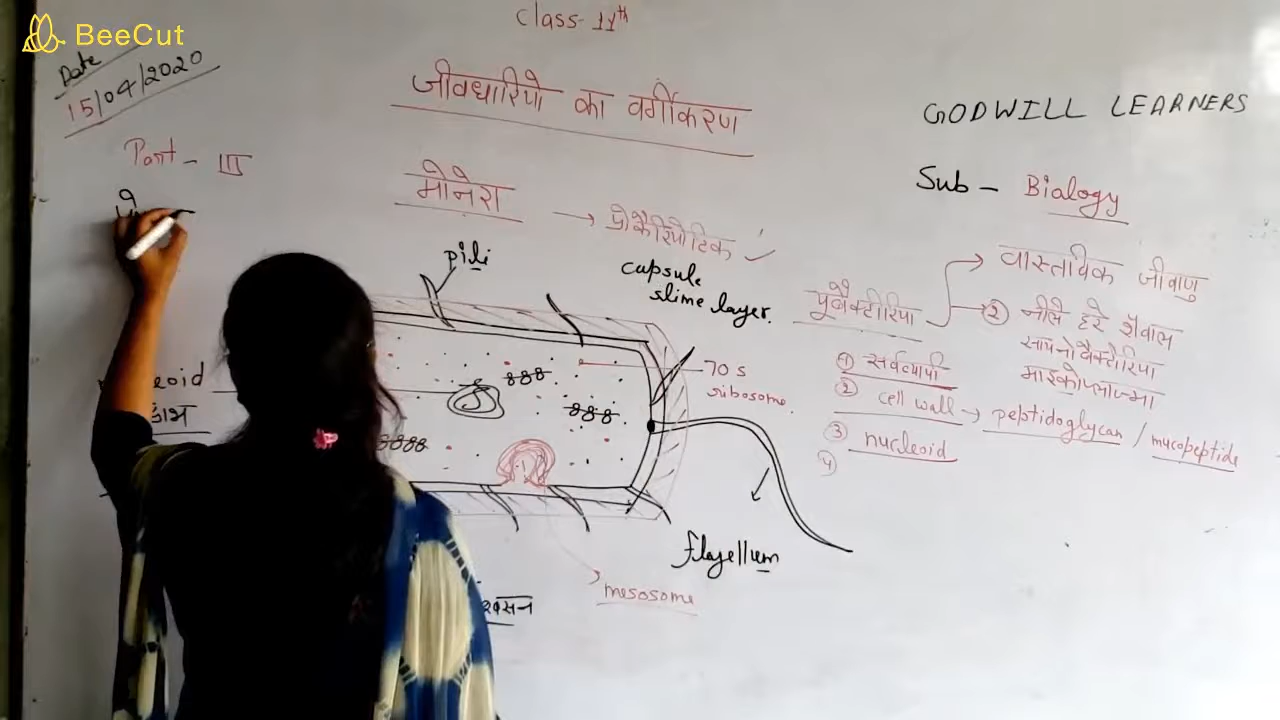 BeeCut
Class-11th
Date
15/04/2020
जीवधारियो का वर्गीकरण
GODWILL LEARNERS
Part - III
मोनेरा
Sub - Bialogy
प्रोकैरियोटिक
pili
capsule
slime layer.
यूबैक्टीरिया
वास्तविक जीवाणु
② नीले हरे शैवाल
सायनोबैक्टीरिया
माइकोप्लाज्मा
① सर्वव्यापी
② cell wall → peptidoglycan / mucopeptide
③ nucleoid
④
70 s
ribosome.
flagellum
mesosome
श्वसन